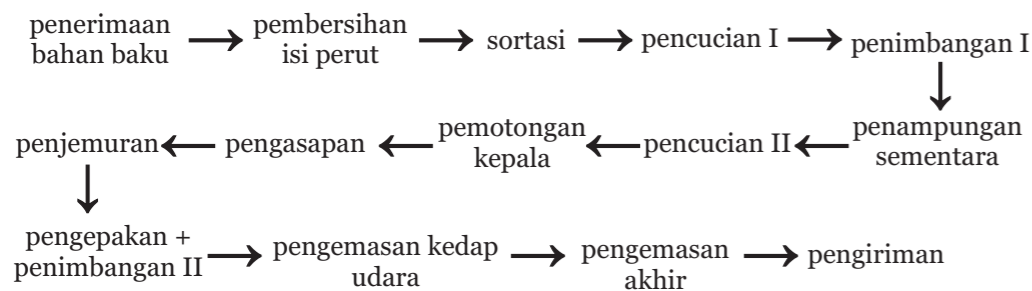 penerimaan
bahan baku
pembersihan
isi perut
sortasi
pencucian I
penimbangan I
penampungan
sementara
pencucian II
pemotongan
kepala
pengasapan
penjemuran
pengepakan +
penimbangan II
pengemasan kedap
udara
pengemasan
akhir
pengiriman